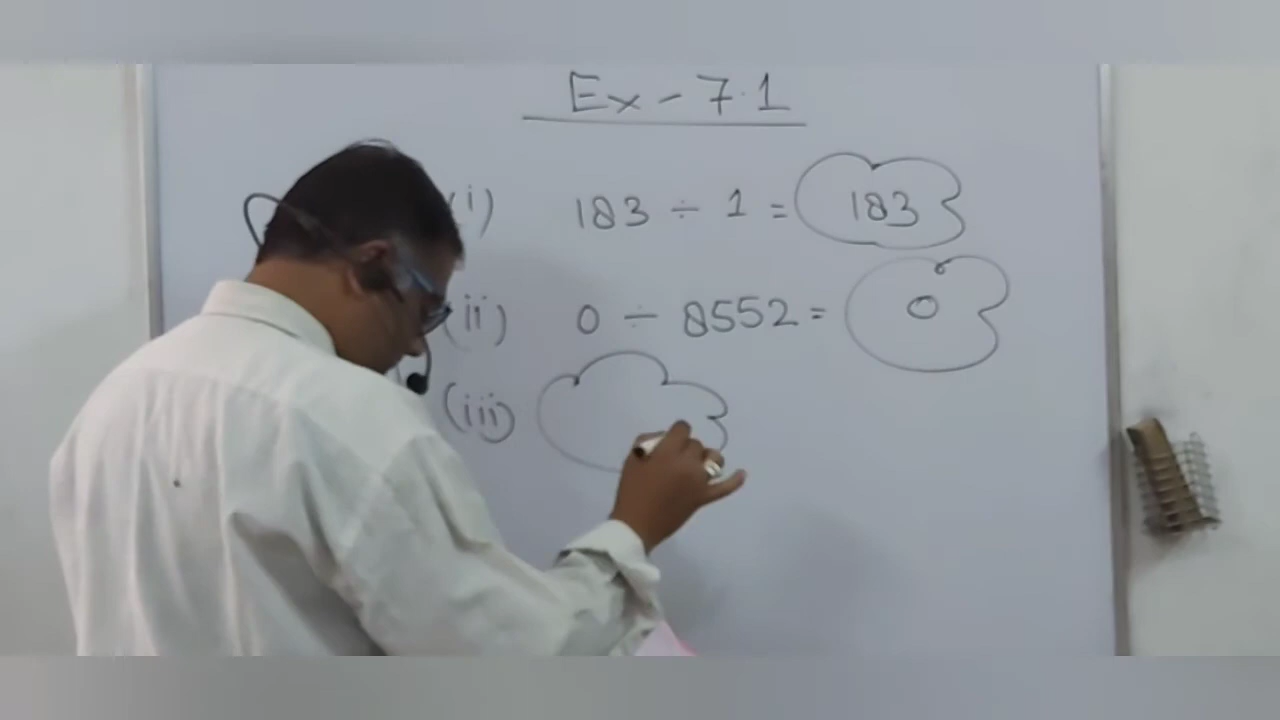 Ex - 7.1
(i) 183 ÷ 1 = 183
(ii) 0 ÷ 8552 = 0
(iii)